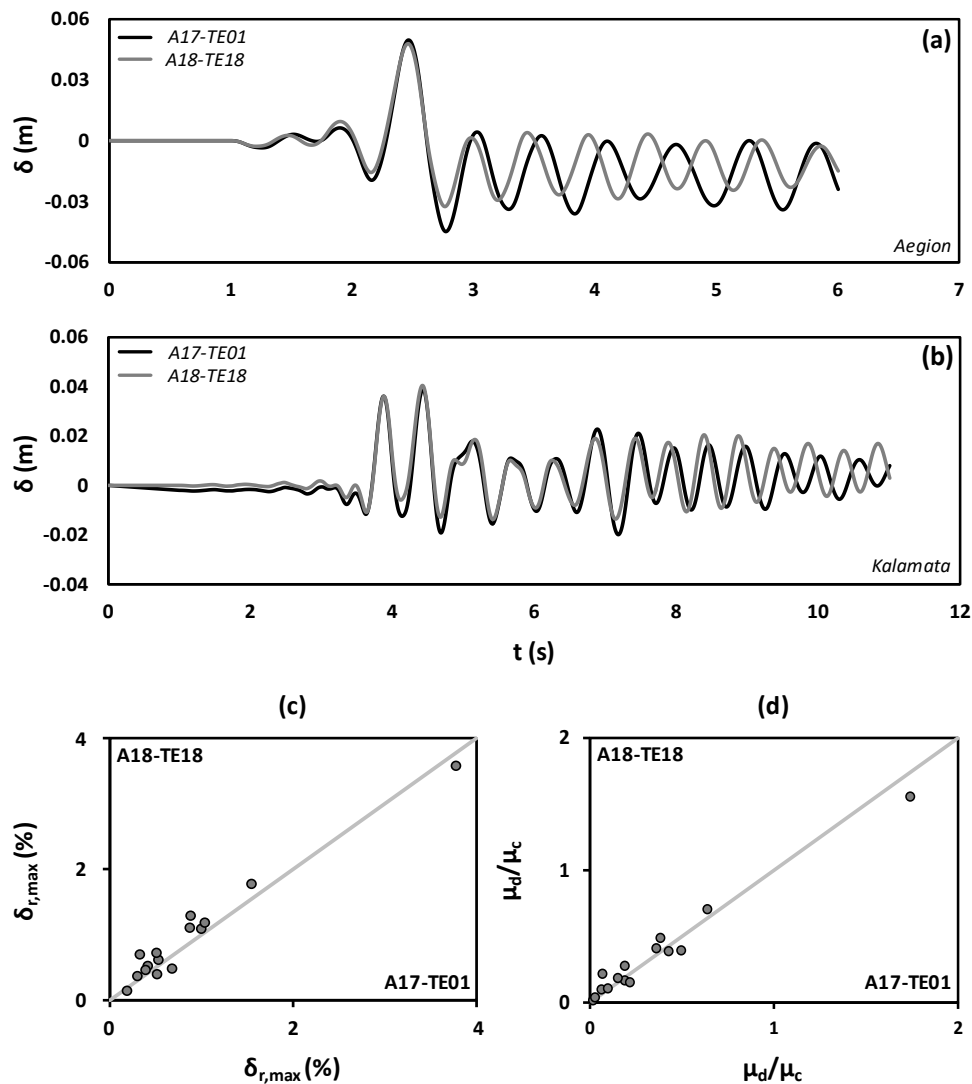 0.06
A17-TE01
(a)
A18-TE18
0.03
δ (m)
0
-0.03
-0.06
Aegion
0 1 2 3 4 5 6 7
0.06
A17-TE01
(b)
A18-TE18
0.04
0.02
δ (m)
0
-0.02
-0.04
Kalamata
0 2 4 6 8 10 12
t (s)
(c) (d)
4 2
A18-TE18 A18-TE18
δr,max (%) μd/μc
2 1
0 0
A17-TE01 A17-TE01
0 2 4 0 1 2
δr,max (%) μd/μc